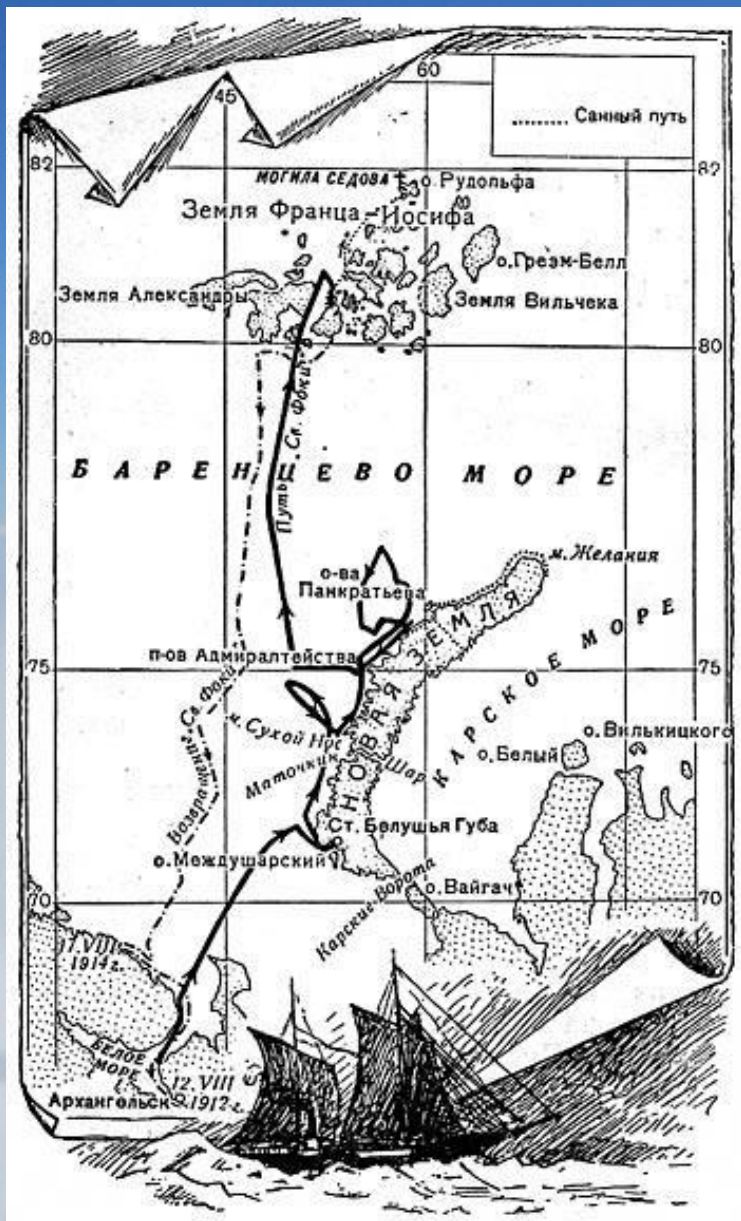 45
60
Санный путь
82
МОГИЛА СЕДОВА
о. Рудольфа
82
Земля Франца-Иосифа
о. Грээм-Белл
Земля Александры
Земля Вильчека
80
80
Путь „Св. Фоки"
БАРЕНЦЕВО МОРЕ
м. Желания
о-ва
Панкратьева
НОВАЯ ЗЕМЛЯ
КАРСКОЕ МОРЕ
п-ов Адмиралтейства
75
75
„Св. Фоки"
м. Сухой Нос
о. Вилькицкого
о. Белый
Маточкин Шар
Ст. Белушья Губа
о. Междушарский
Карские Ворота
о. Вайгач
70
70
17.VIII
1914 г.
БЕЛОЕ
МОРЕ
12.VIII
Архангельск
1912 г.